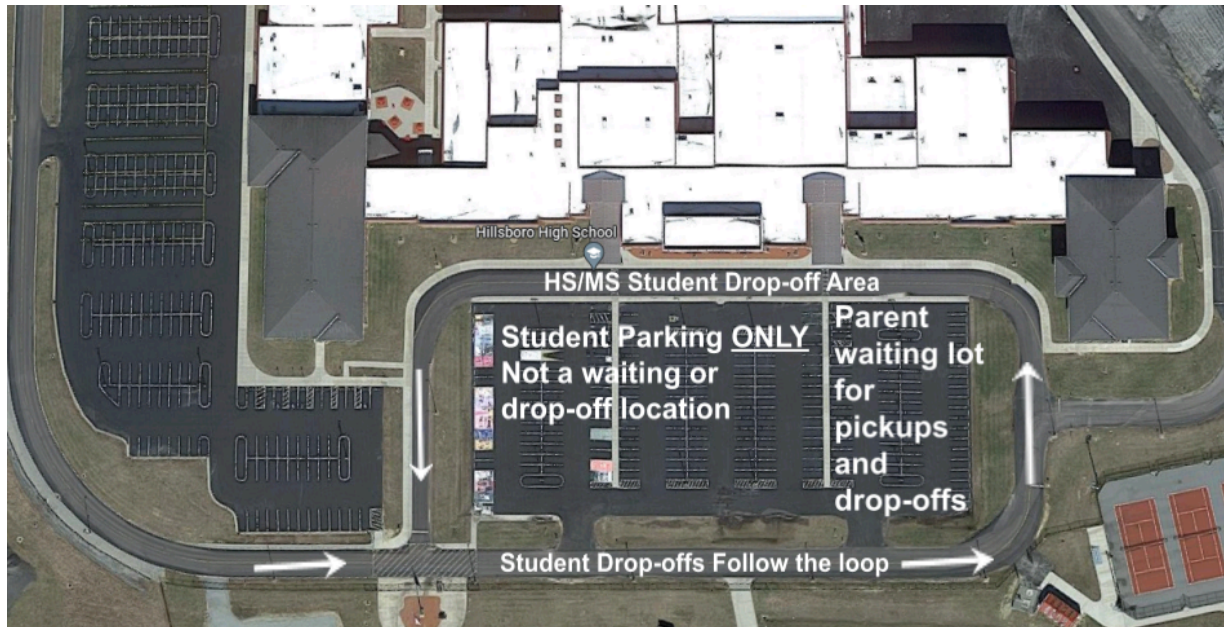 Hillsboro High School
HS/MS Student Drop-off Area
Student Parking ONLY
Not a waiting or
drop-off location
Parent
waiting lot
for
pickups
and
drop-offs
Student Drop-offs Follow the loop